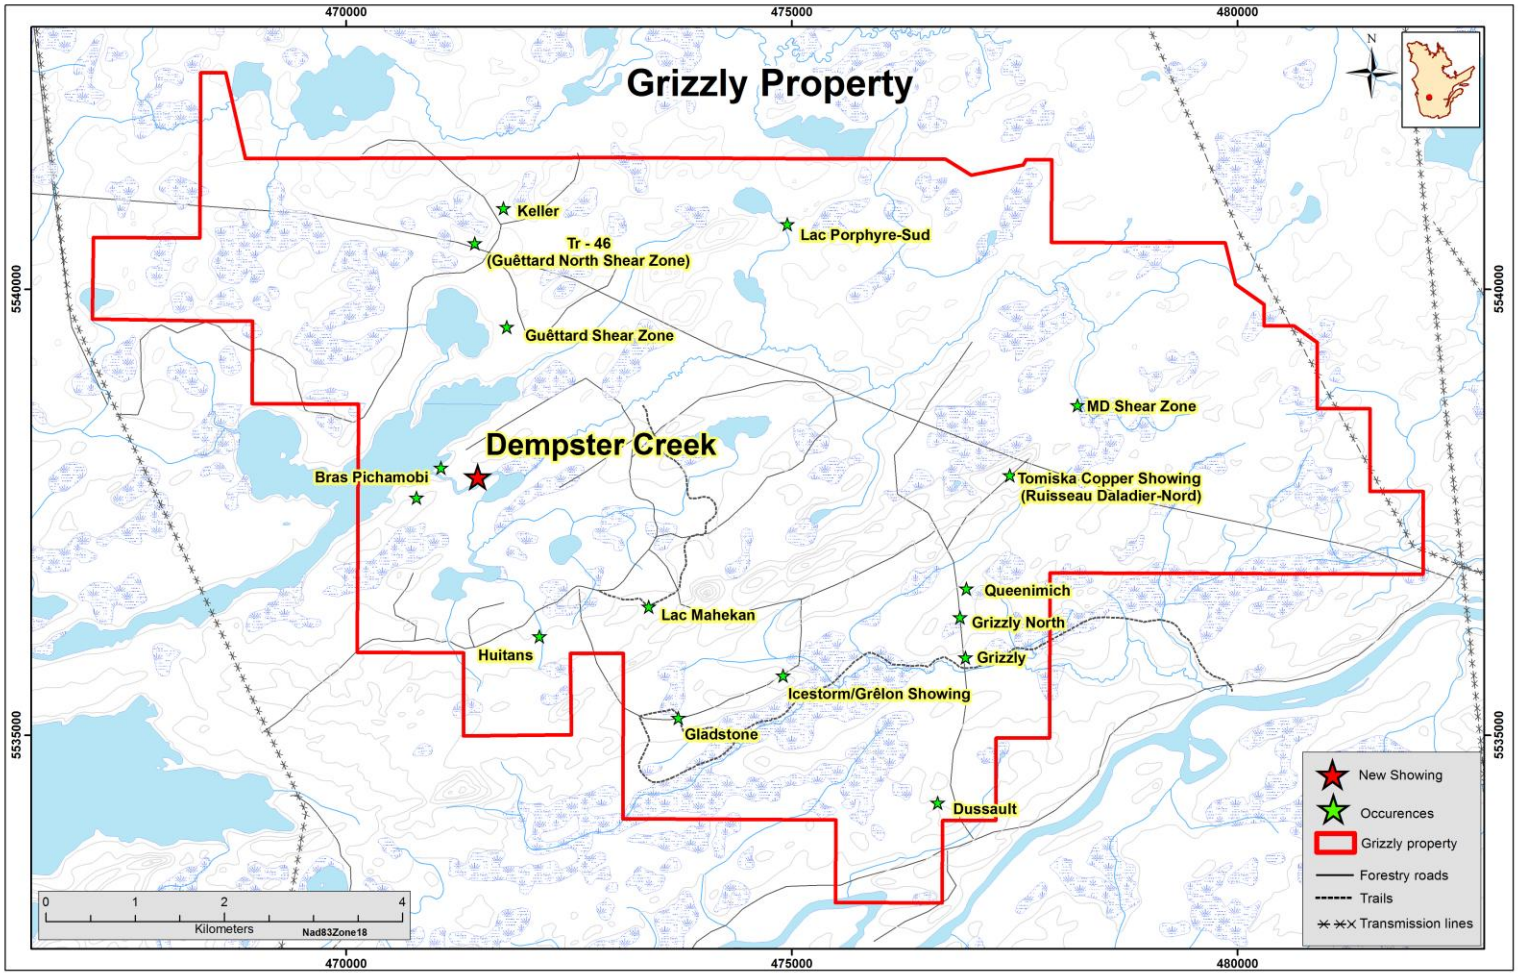 470000
475000
480000
Grizzly Property
N
Keller
Tr - 46
(Guêttard North Shear Zone)
Lac Porphyre-Sud
5540000
5540000
Guêttard Shear Zone
MD Shear Zone
Dempster Creek
Bras Pichamobi
Tomiska Copper Showing
(Ruisseau Daladier-Nord)
Queenimich
Lac Mahekan
Grizzly North
Huitans
Grizzly
Icestorm/Grêlon Showing
Gladstone
5535000
5535000
Dussault
New Showing
Occurences
Grizzly property
Forestry roads
Trails
Transmission lines
0 1 2 4
Kilometers
Nad83Zone18
470000
475000
480000